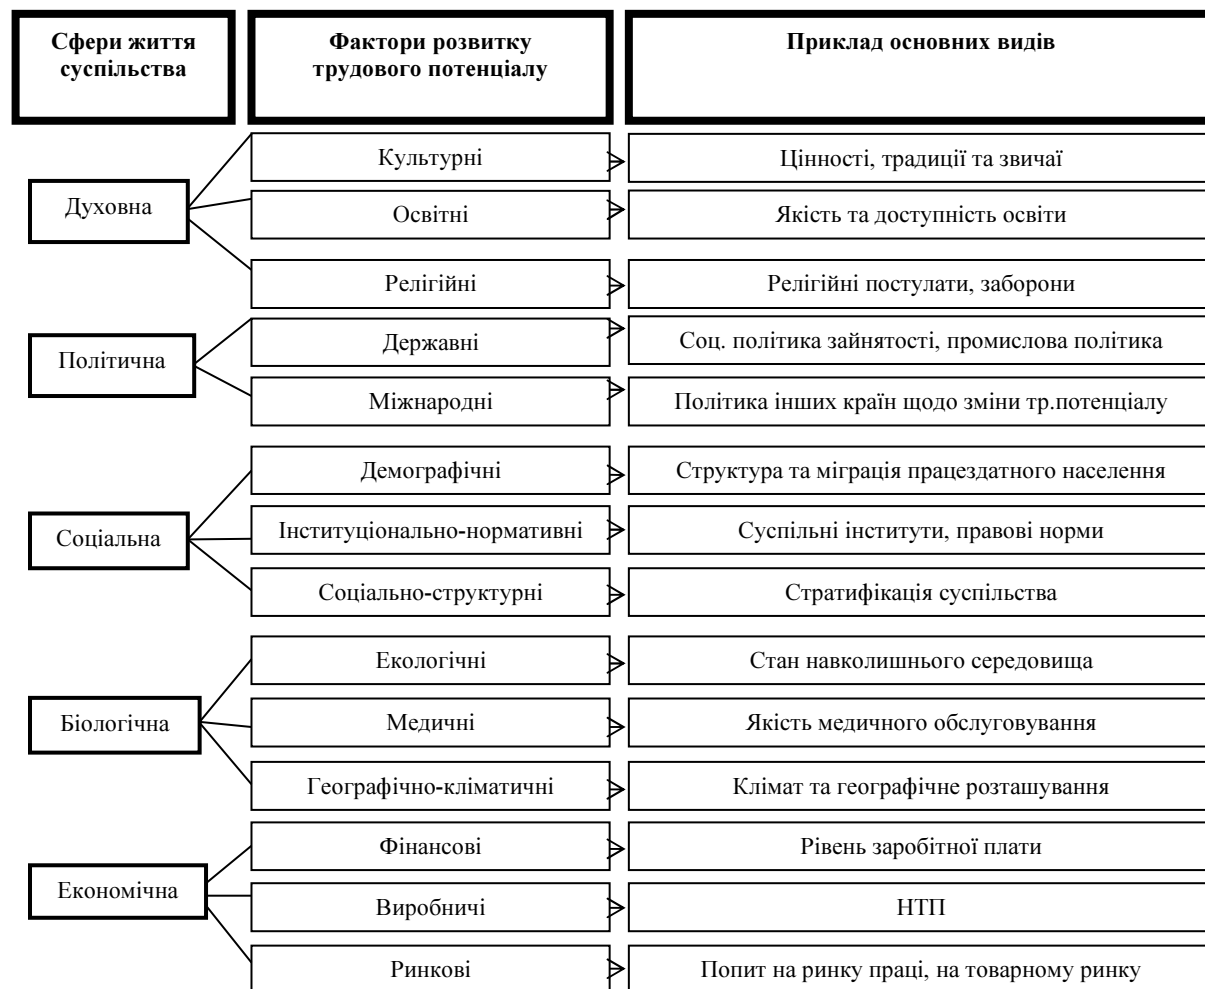 Сфери життя
суспільства
Фактори розвитку
трудового потенціалу
Приклад основних видів
Духовна
Культурні
Цінності, традиції та звичаї
Освітні
Якість та доступність освіти
Релігійні
Релігійні постулати, заборони
Політична
Державні
Соц. політика зайнятості, промислова політика
Міжнародні
Політика інших країн щодо зміни тр.потенціалу
Соціальна
Демографічні
Структура та міграція працездатного населення
Інституціонально-нормативні
Суспільні інститути, правові норми
Соціально-структурні
Стратифікація суспільства
Біологічна
Екологічні
Стан навколишнього середовища
Медичні
Якість медичного обслуговування
Географічно-кліматичні
Клімат та географічне розташування
Економічна
Фінансові
Рівень заробітної плати
Виробничі
НТП
Ринкові
Попит на ринку праці, на товарному ринку